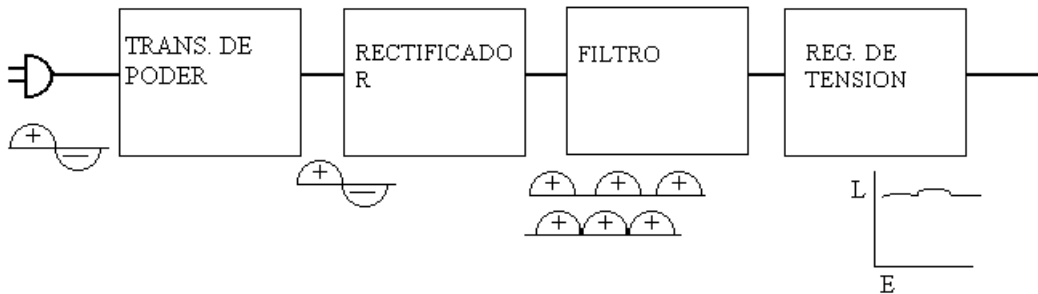 TRANS. DE
PODER
RECTIFICADO
R
FILTRO
REG. DE
TENSION
+
+
+ + +
+ + +
L
E